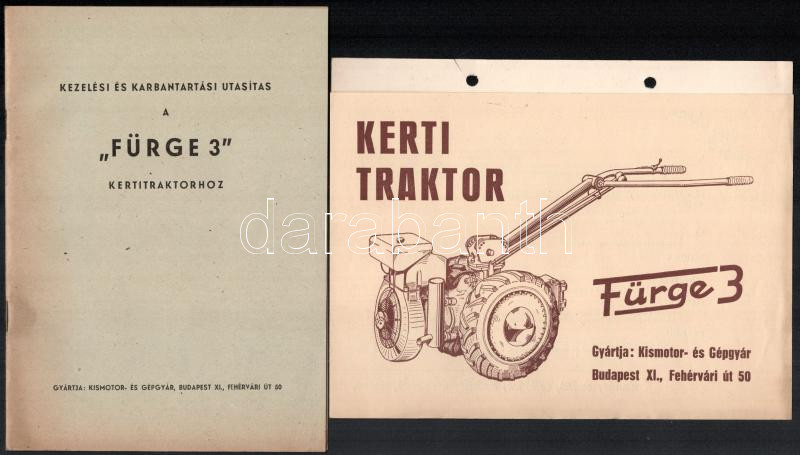 KEZELÉSI ÉS KARBANTARTÁSI UTASÍTAS
A
„FÜRGE 3"
KERTITRAKTORHOZ
GYÁRTJA: KISMOTOR- ÉS GÉPGYÁR, BUDAPEST XI., FEHÉRVÁRI ÚT 50
KERTI
TRAKTOR
Fürge 3
Gyártja: Kismotor- és Gépgyár
Budapest XI., Fehérvári út 50
darabanth